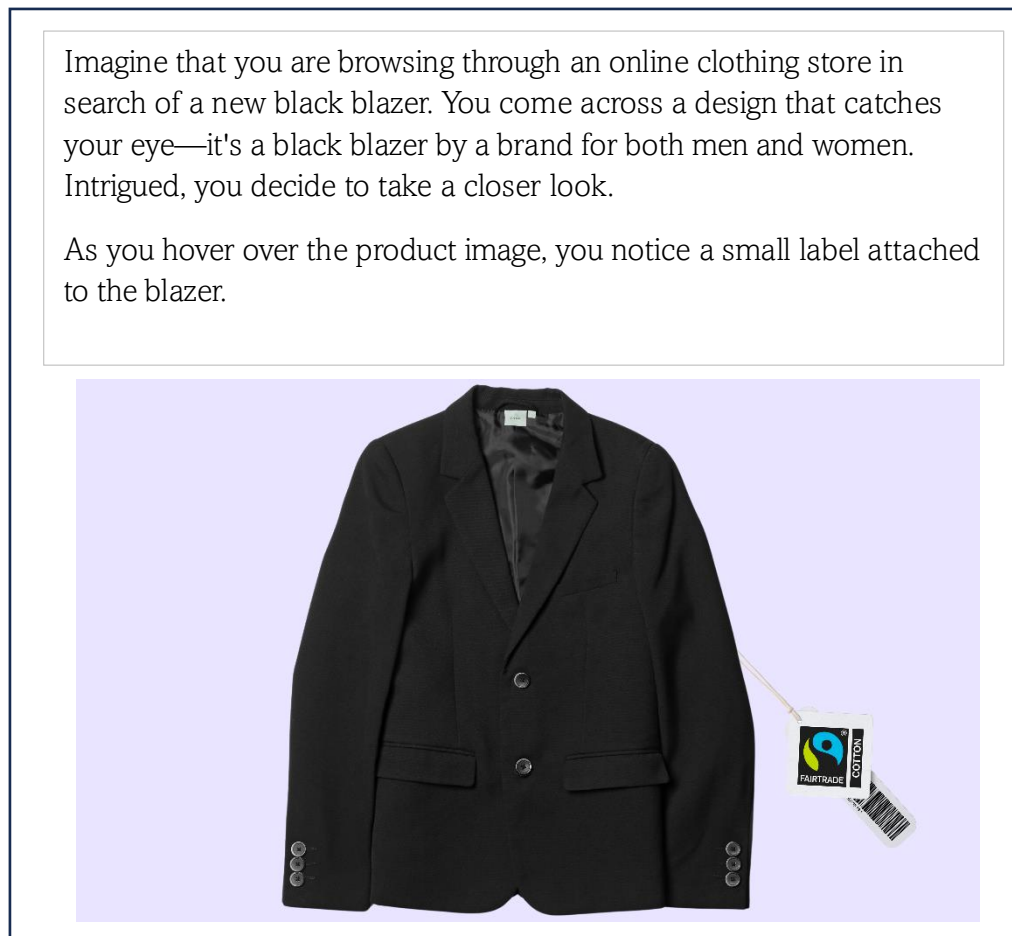 Imagine that you are browsing through an online clothing store in
search of a new black blazer. You come across a design that catches
your eye—it's a black blazer by a brand for both men and women.
Intrigued, you decide to take a closer look.
As you hover over the product image, you notice a small label attached
to the blazer.
FAIRTRADE
COTTON